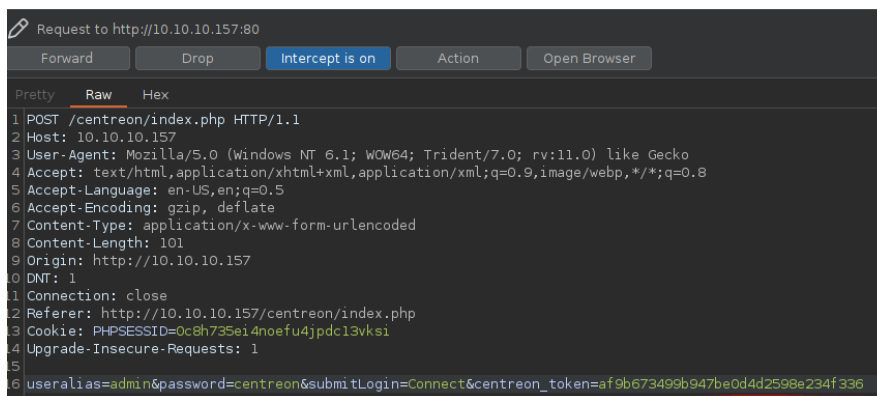 Request to http://10.10.10.157:80
Forward Drop Intercept is on Action Open Browser
Pretty Raw Hex
1 POST /centreon/index.php HTTP/1.1
2 Host: 10.10.10.157
3 User-Agent: Mozilla/5.0 (Windows NT 6.1; WOW64; Trident/7.0; rv:11.0) like Gecko
4 Accept: text/html,application/xhtml+xml,application/xml;q=0.9,image/webp,*/*;q=0.8
5 Accept-Language: en-US,en;q=0.5
6 Accept-Encoding: gzip, deflate
7 Content-Type: application/x-www-form-urlencoded
8 Content-Length: 101
9 Origin: http://10.10.10.157
10 DNT: 1
11 Connection: close
12 Referer: http://10.10.10.157/centreon/index.php
13 Cookie: PHPSESSID=0c8h735ei4noefu4jpdc13vksi
14 Upgrade-Insecure-Requests: 1
15
16 useralias=admin&password=centreon&submitLogin=Connect&centreon_token=af9b673499b947be0d4d2598e234f336